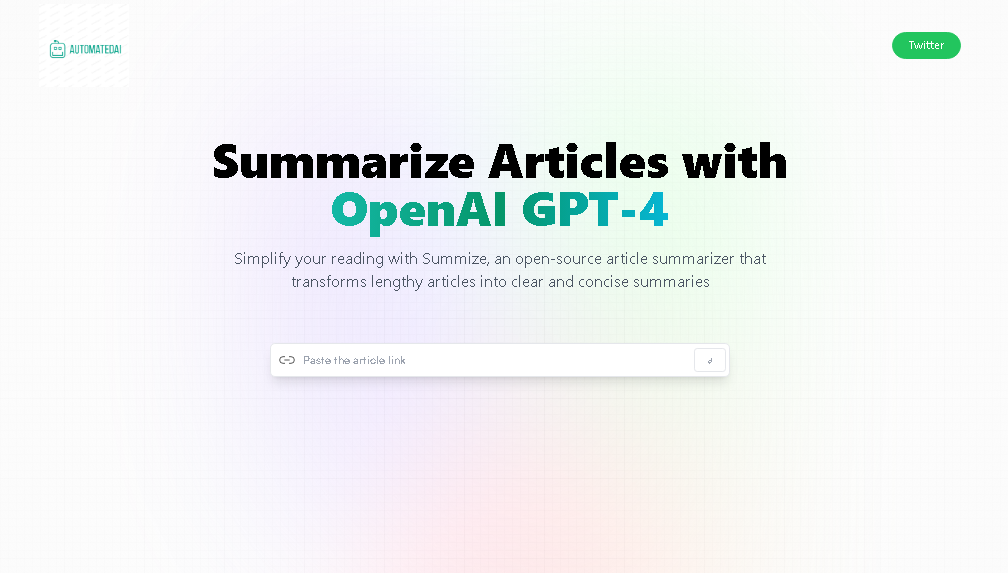 AUTOMATEDAI
Twitter
Summarize Articles with
OpenAI GPT-4
Simplify your reading with Summize, an open-source article summarizer that
transforms lengthy articles into clear and concise summaries
Paste the article link